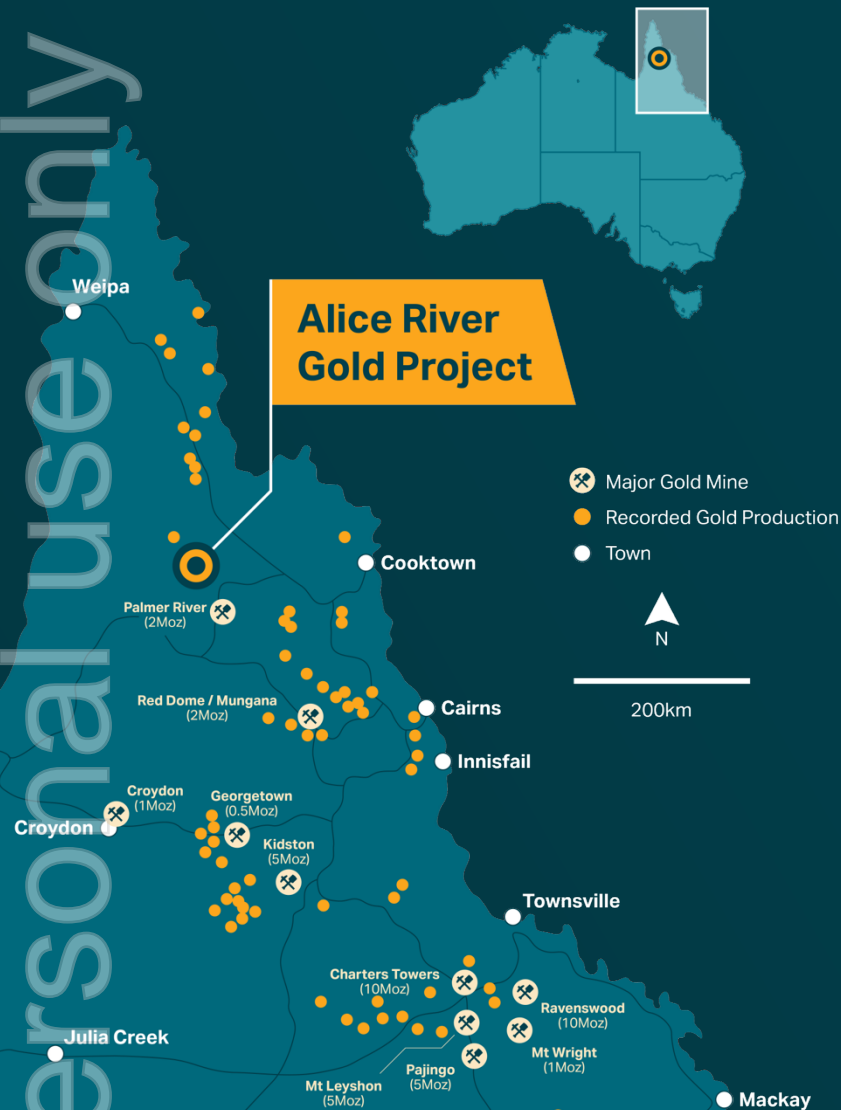 ersonal use only
Weipa
Alice River
Gold Project
Major Gold Mine
Recorded Gold Production
Town
N
200km
Cooktown
Palmer River
(2Moz)
Red Dome / Mungana
(2Moz)
Cairns
Innisfail
Croydon
(1Moz)
Croydon
Georgetown
(0.5Moz)
Kidston
(5Moz)
Townsville
Charters Towers
(10Moz)
Ravenswood
(10Moz)
Mt Wright
(1Moz)
Julia Creek
Pajingo
(5Moz)
Mt Leyshon
(5Moz)
Mackay